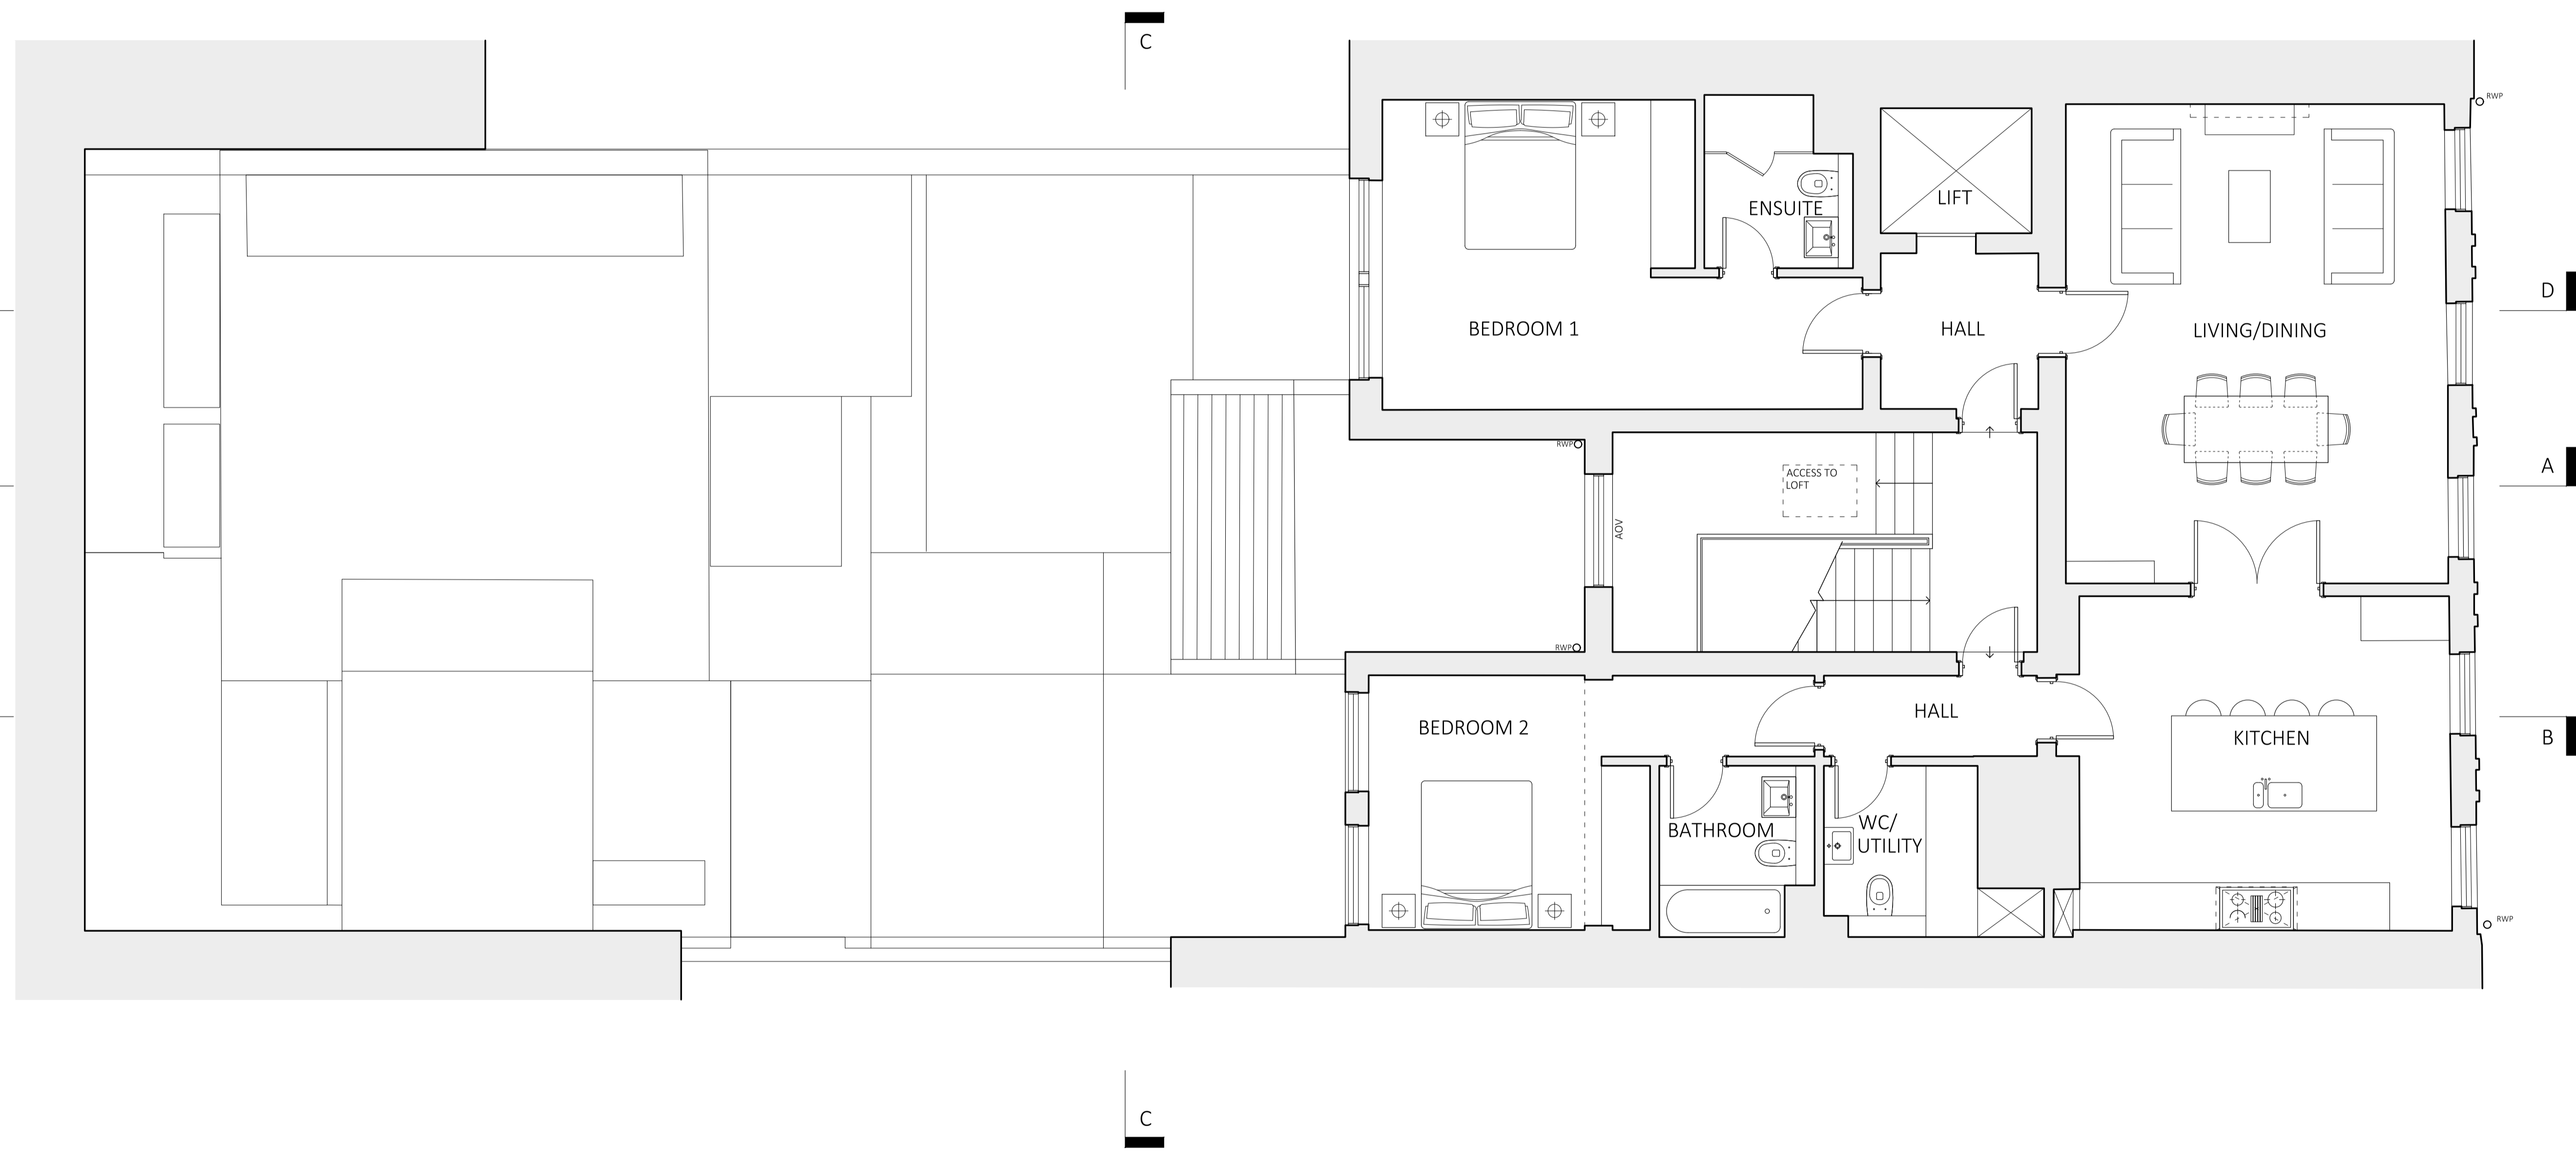 C
RWP
ENSUITE
LIFT
D
BEDROOM 1
HALL
LIVING/DINING
RWP
ACCESS TO
LOFT
A
AOV
RWP
BEDROOM 2
HALL
KITCHEN
B
BATHROOM
WC/
UTILITY
RWP
C